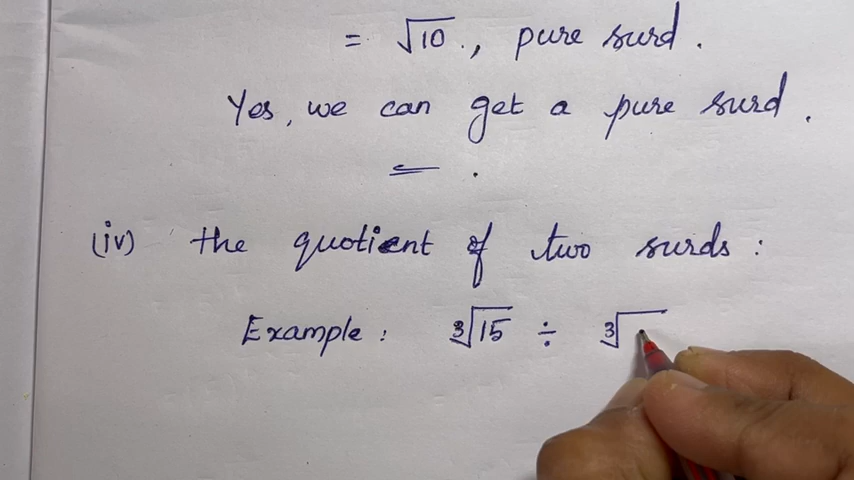 = √10 ., pure surd.
Yes, we can get a pure surd.
(iv) the quotient of two surds :
Example : ∛15 ÷ ∛